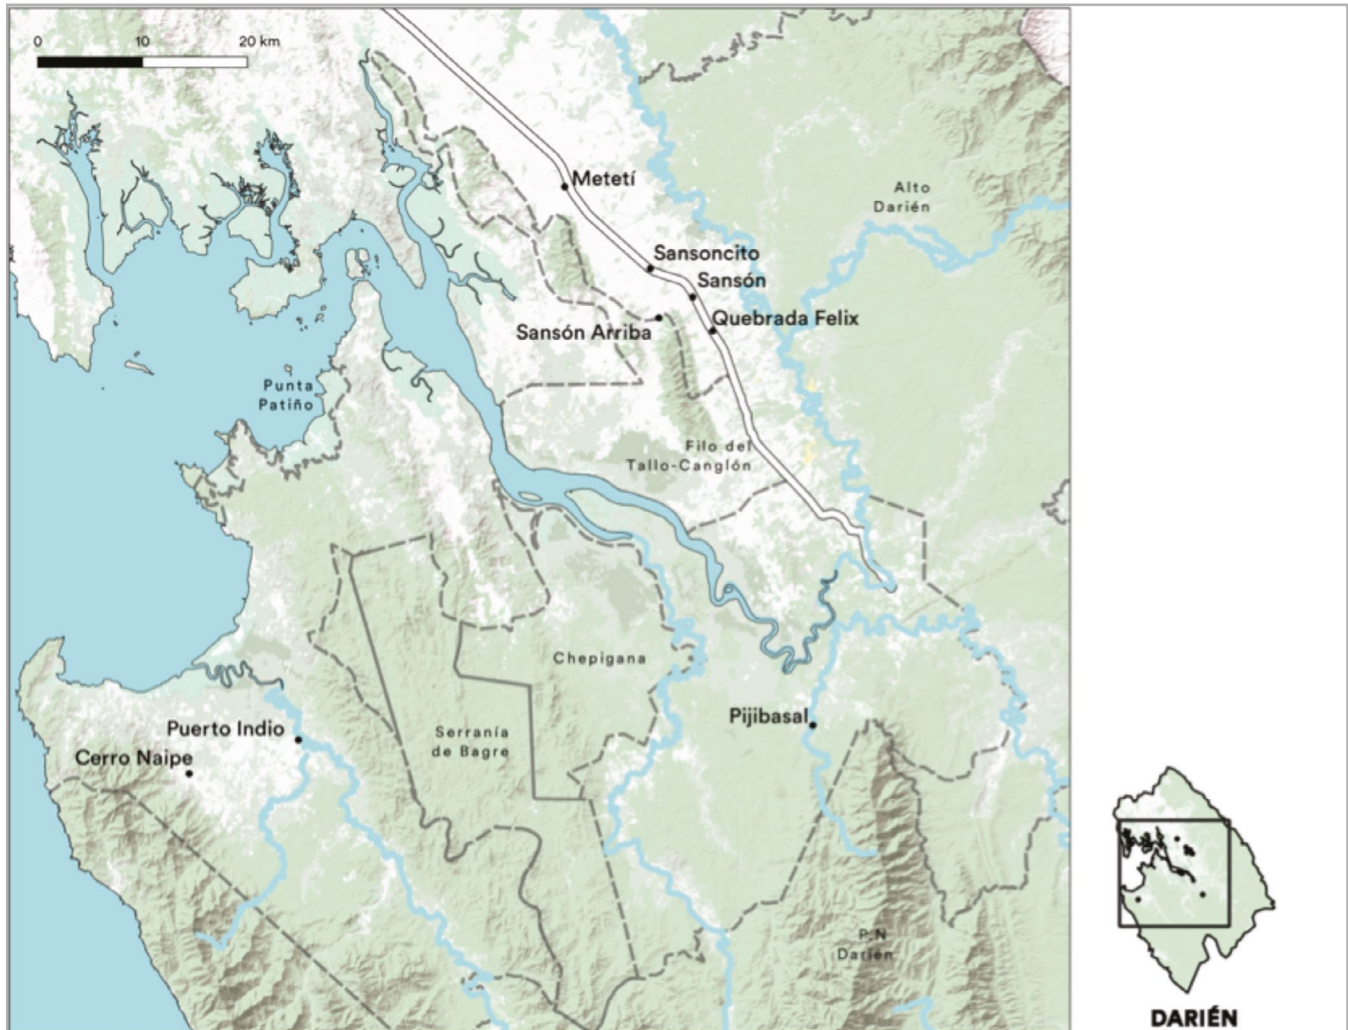 0 10 20 km
Metetí
Alto
Darién
Sansoncito
Sansón
Sansón Arriba
Quebrada Felix
Punta
Patiño
Filo del
Tallo-Canglón
Chepigana
Pijibasal
Puerto Indio
Serranía
de Bagre
Cerro Naipe
P.N
Darién
DARIÉN